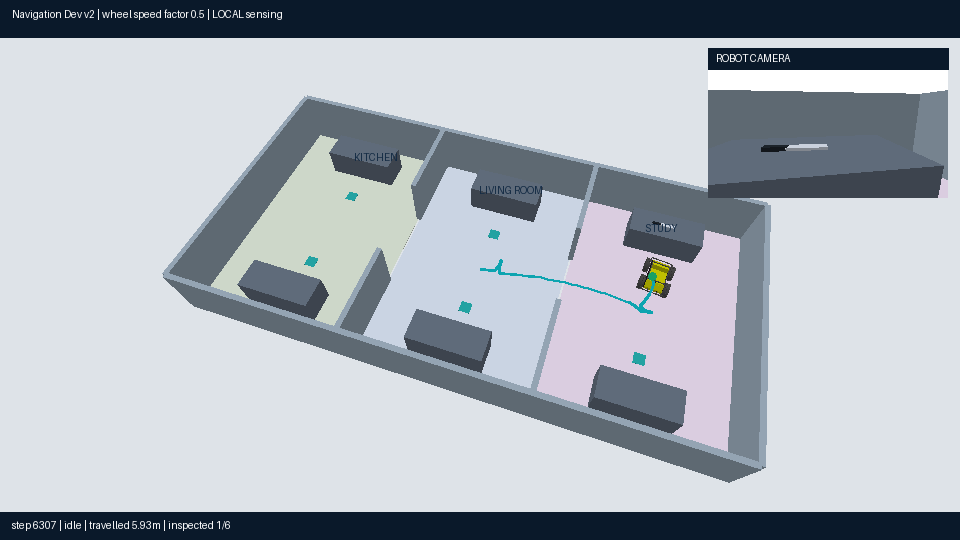 Navigation Dev v2 | wheel speed factor 0.5 | LOCAL sensing
ROBOT CAMERA
KITCHEN
LIVING ROOM
STUDY
step 6307 | idle | travelled 5.93m | inspected 1/6